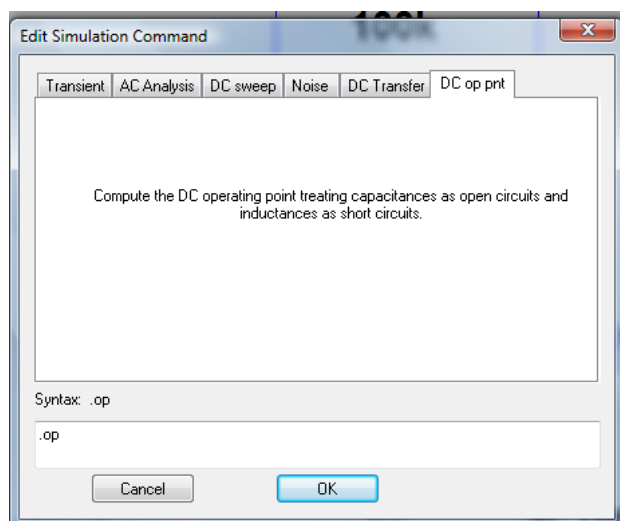 100k
Edit Simulation Command
Transient AC Analysis DC sweep Noise DC Transfer DC op pnt
Compute the DC operating point treating capacitances as open circuits and
inductances as short circuits.
Syntax: .op
.op
Cancel OK